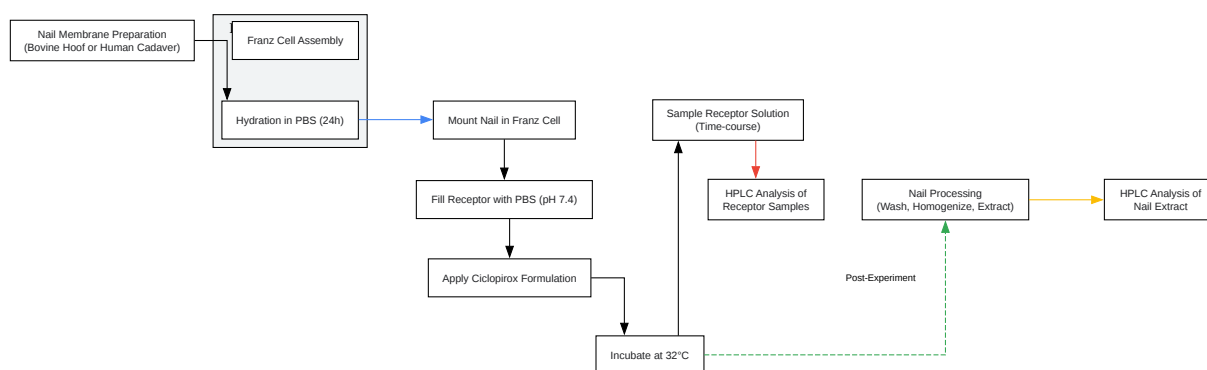 Nail Membrane Preparation
(Bovine Hoof or Human Cadaver)
Franz Cell Assembly
Hydration in PBS (24h)
Mount Nail in Franz Cell
Fill Receptor with PBS (pH 7.4)
Apply Ciclopirox Formulation
Incubate at 32°C
Sample Receptor Solution
(Time-course)
HPLC Analysis of
Receptor Samples
Post-Experiment
Nail Processing
(Wash, Homogenize, Extract)
HPLC Analysis of
Nail Extract